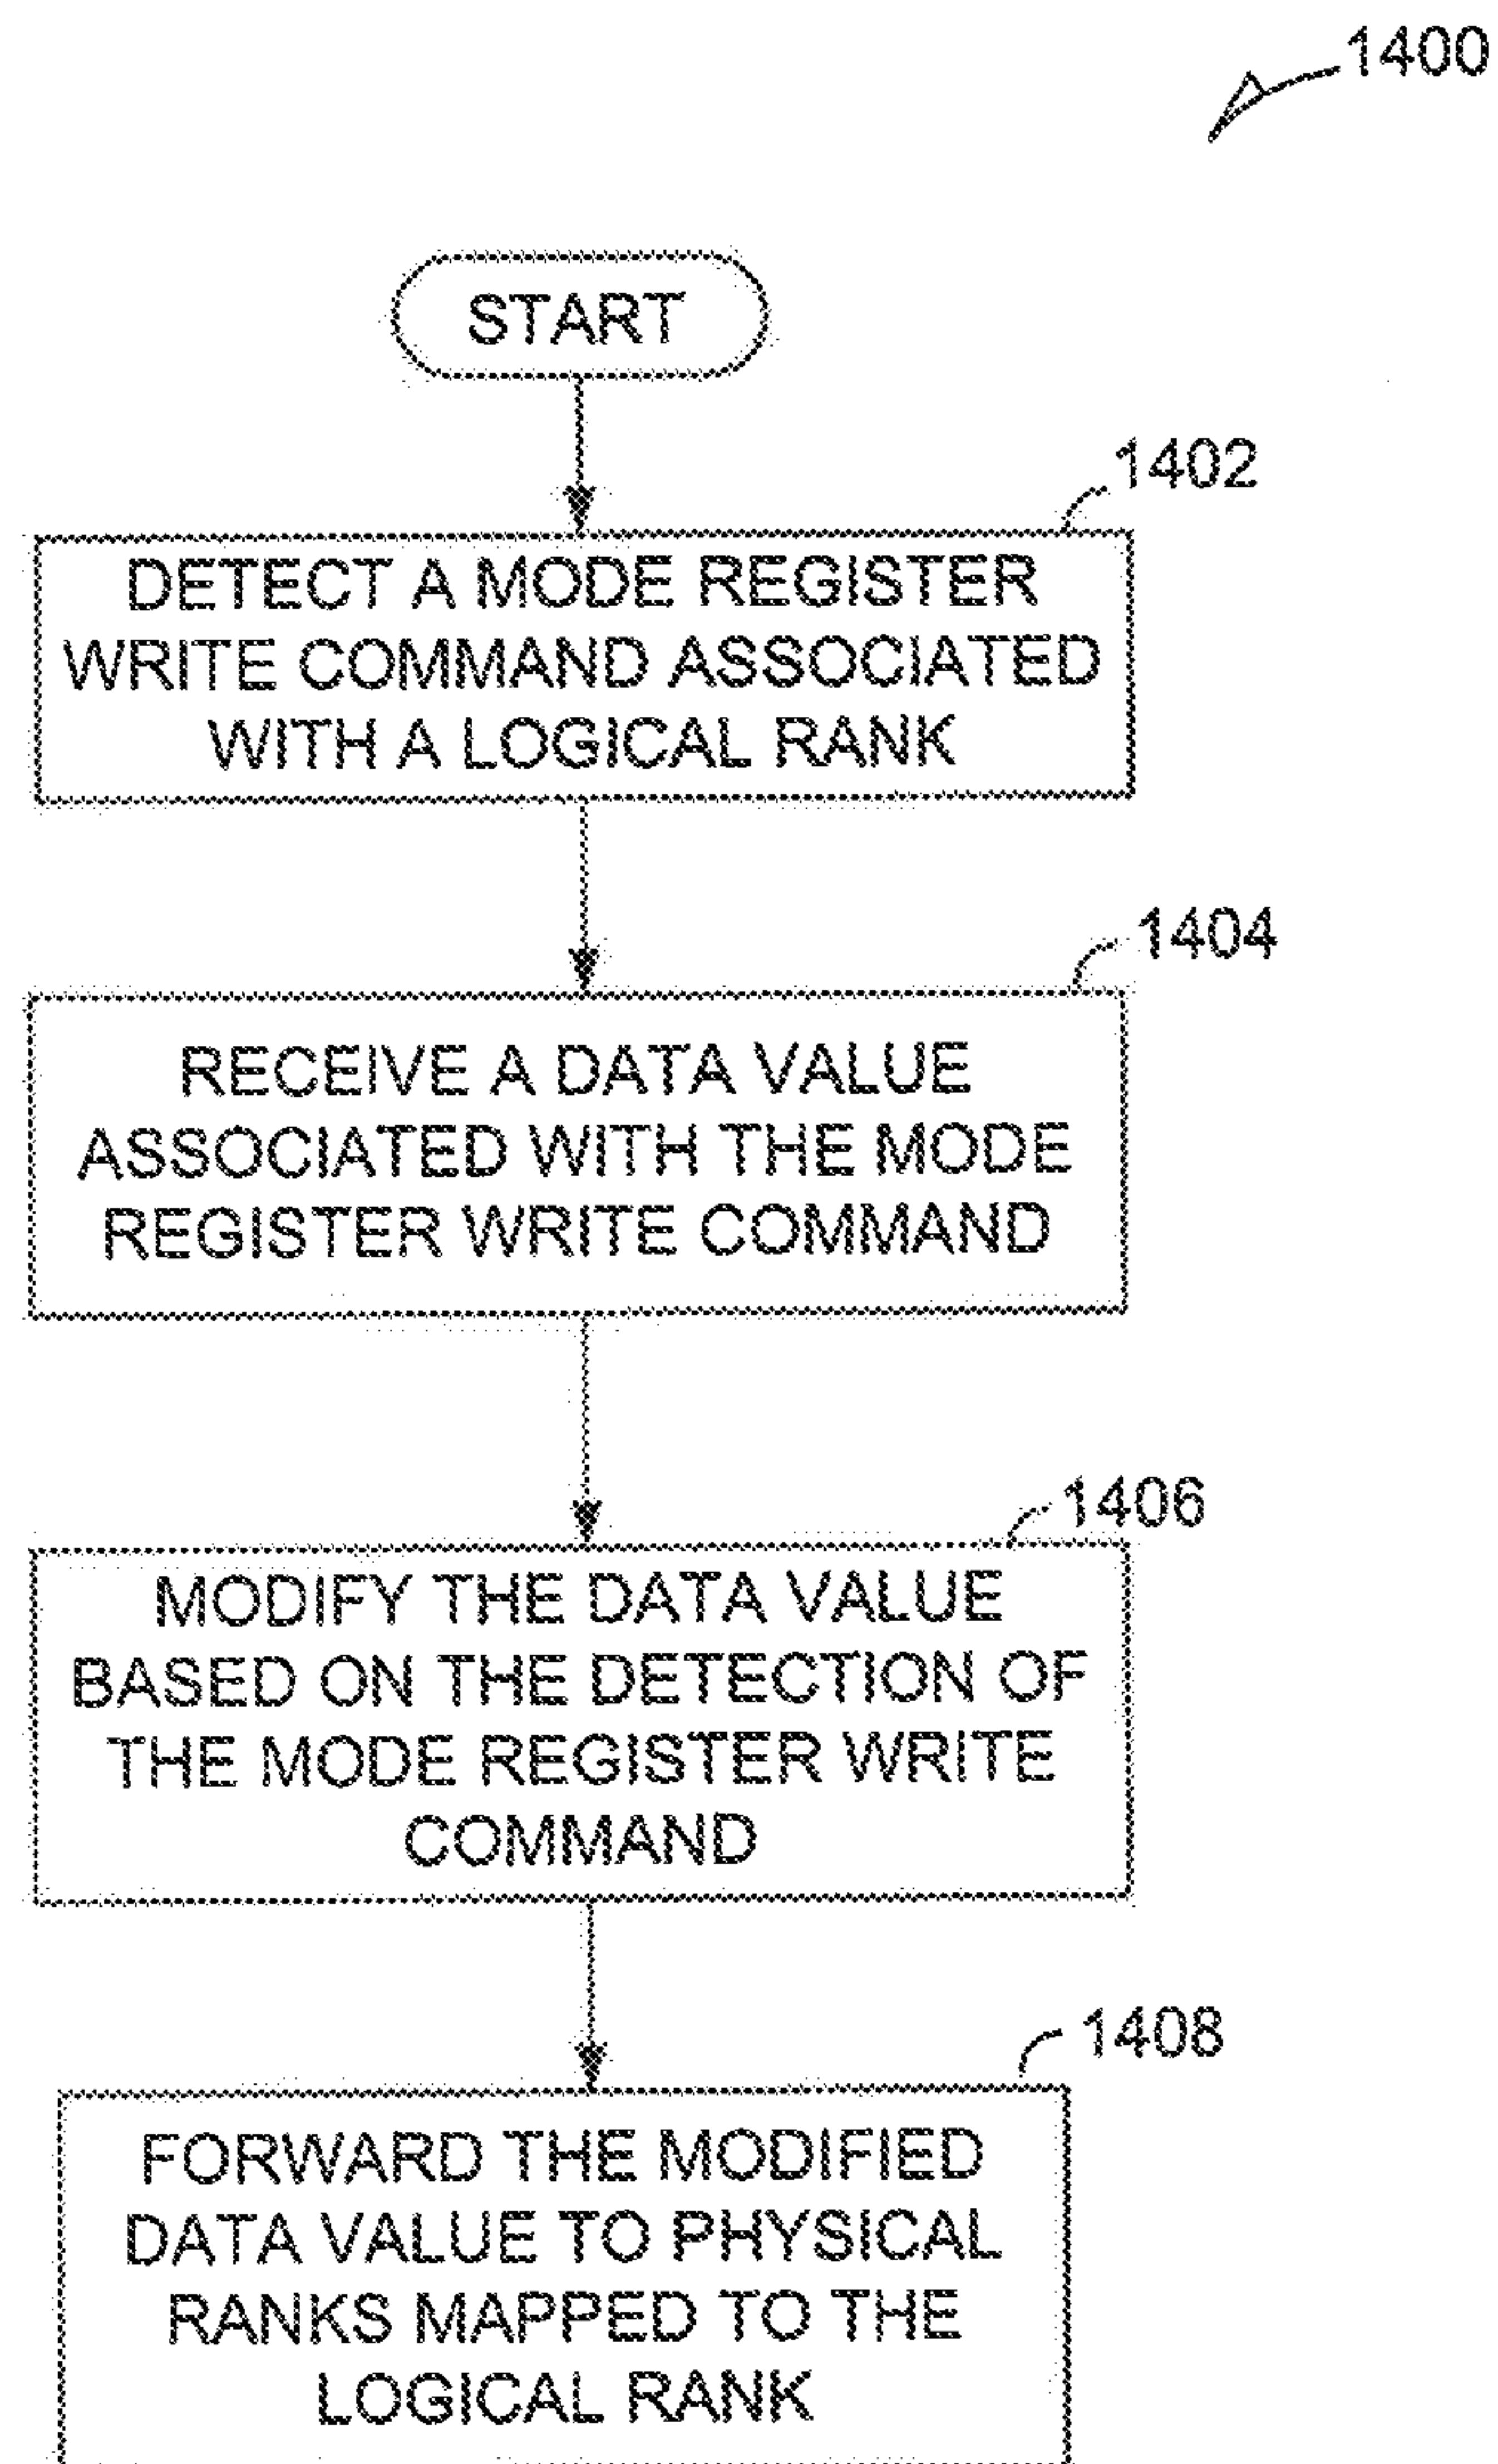 1400
START
1402
DETECT A MODE REGISTER
WRITE COMMAND ASSOCIATED
WITH A LOGICAL RANK
1404
RECEIVE A DATA VALUE
ASSOCIATED WITH THE MODE
REGISTER WRITE COMMAND
1406
MODIFY THE DATA VALUE
BASED ON THE DETECTION OF
THE MODE REGISTER WRITE
COMMAND
1408
FORWARD THE MODIFIED
DATA VALUE TO PHYSICAL
RANKS MAPPED TO THE
LOGICAL RANK